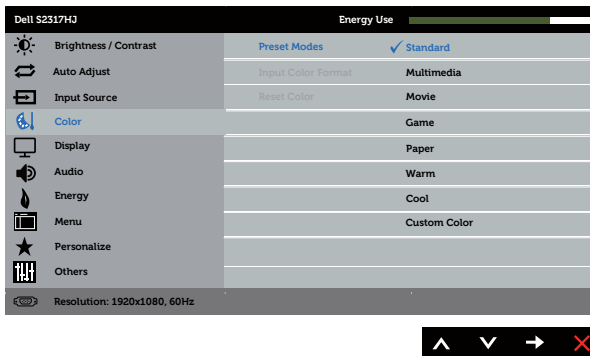 Dell S2317HJ Energy Use
Brightness / Contrast Preset Modes ✓ Standard
Auto Adjust Input Color Format Multimedia
Input Source Reset Color Movie
Color Game
Display Paper
Audio Warm
Energy Cool
Menu Custom Color
Personalize
Others
Resolution: 1920x1080, 60Hz